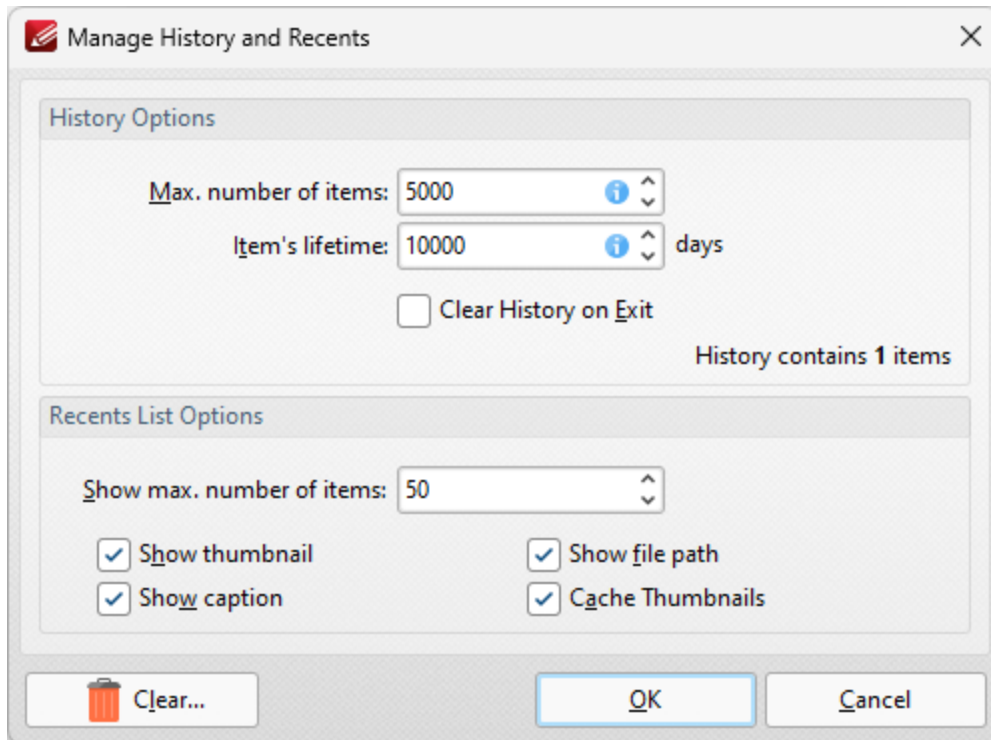 Manage History and Recents
History Options
Max. number of items: 5000
Item's lifetime: 10000 days
Clear History on Exit
History contains 1 items
Recents List Options
Show max. number of items: 50
Show thumbnail Show file path
Show caption Cache Thumbnails
Clear... OK Cancel